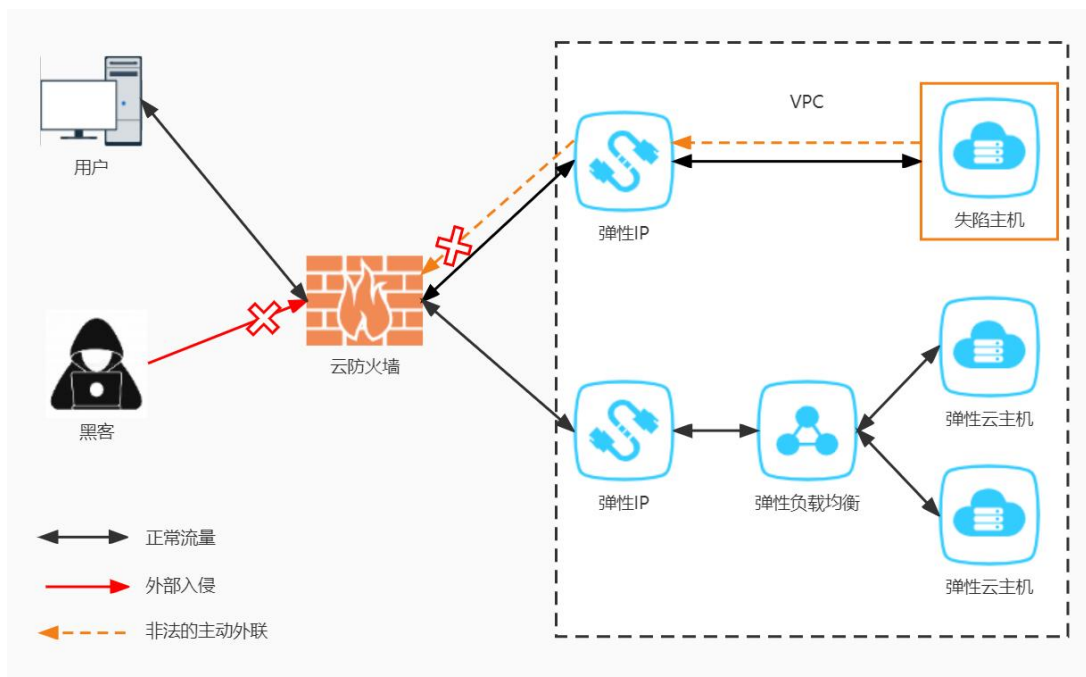 用户
VPC
弹性IP
失陷主机
云防火墙
黑客
弹性云主机
弹性IP
弹性负载均衡
弹性云主机
正常流量
外部入侵
非法的主动外联